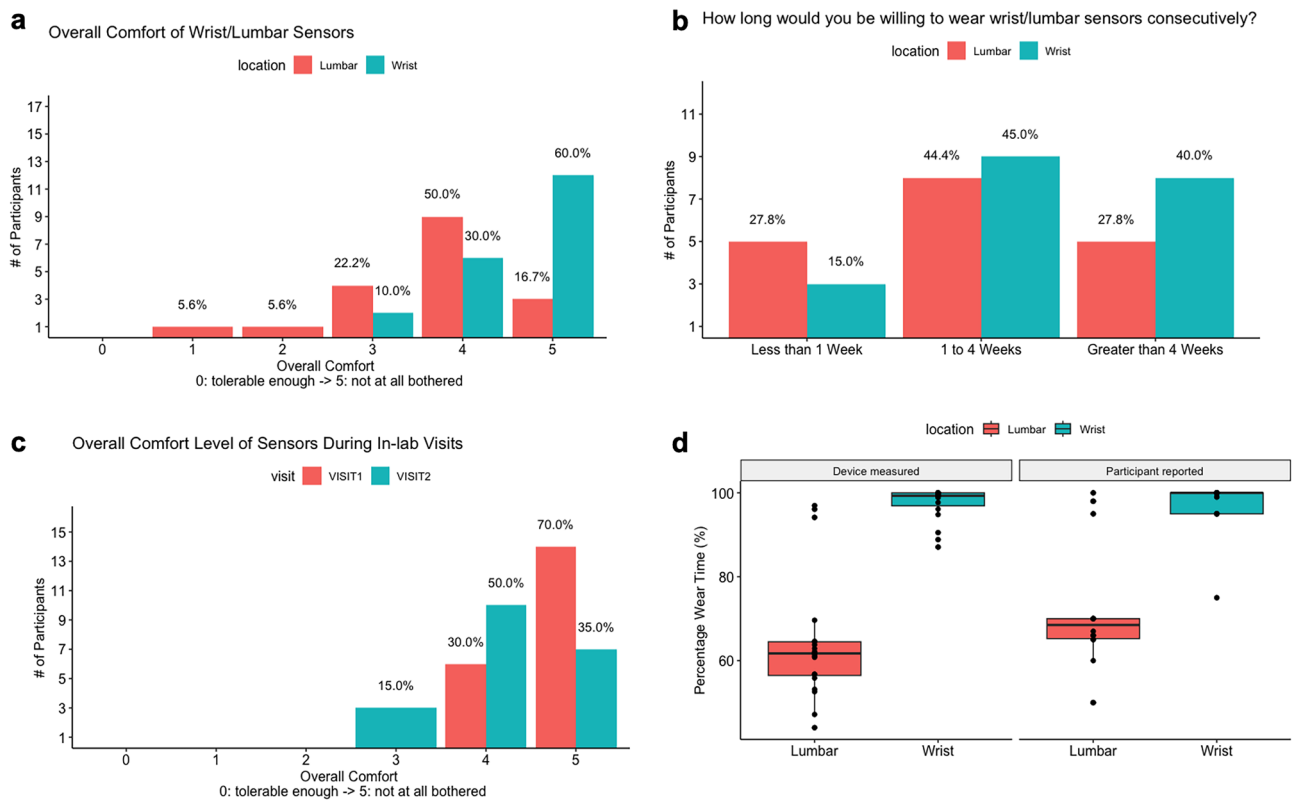 a
Overall Comfort of Wrist/Lumbar Sensors
location Lumbar Wrist
17
15
13
11
9
7
5
3
1
# of Participants
5.6%
5.6%
22.2%
10.0%
50.0%
30.0%
16.7%
60.0%
0 1 2 3 4 5
Overall Comfort
0: tolerable enough -> 5: not at all bothered
b
How long would you be willing to wear wrist/lumbar sensors consecutively?
location Lumbar Wrist
11
9
7
5
3
1
# of Participants
27.8%
15.0%
44.4%
45.0%
27.8%
40.0%
Less than 1 Week 1 to 4 Weeks Greater than 4 Weeks
c
Overall Comfort Level of Sensors During In-lab Visits
visit VISIT1 VISIT2
15
13
11
9
7
5
3
1
# of Participants
15.0%
30.0%
50.0%
70.0%
35.0%
0 1 2 3 4 5
Overall Comfort
0: tolerable enough -> 5: not at all bothered
d
location Lumbar Wrist
Device measured Participant reported
100
80
60
Percentage Wear Time (%)
Lumbar Wrist Lumbar Wrist